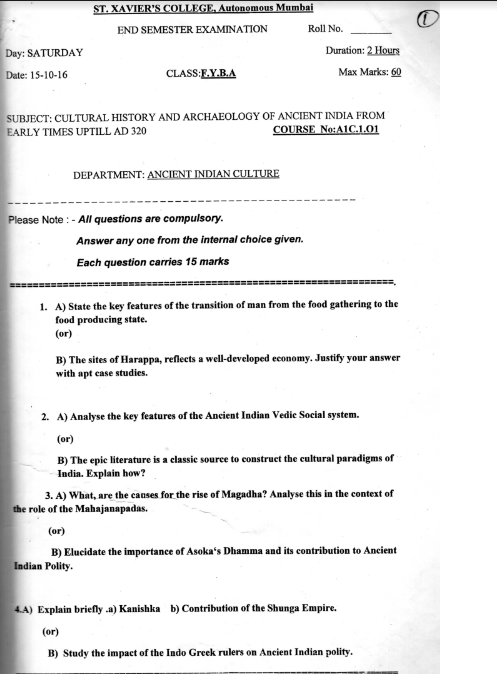 ST. XAVIER'S COLLEGE, Autonomous Mumbai
1
END SEMESTER EXAMINATION Roll No. ________
Day: SATURDAY Duration: 2 Hours
Date: 15-10-16 CLASS:F.Y.B.A Max Marks: 60
SUBJECT: CULTURAL HISTORY AND ARCHAEOLOGY OF ANCIENT INDIA FROM
EARLY TIMES UPTILL AD 320 COURSE No:A1C.1.O1
DEPARTMENT: ANCIENT INDIAN CULTURE
Please Note : - All questions are compulsory.
Answer any one from the internal choice given.
Each question carries 15 marks
1. A) State the key features of the transition of man from the food gathering to the
food producing state.
(or)
B) The sites of Harappa, reflects a well-developed economy. Justify your answer
with apt case studies.
2. A) Analyse the key features of the Ancient Indian Vedic Social system.
(or)
B) The epic literature is a classic source to construct the cultural paradigms of
India. Explain how?
3. A) What, are the causes for the rise of Magadha? Analyse this in the context of
the role of the Mahajanapadas.
(or)
B) Elucidate the importance of Asoka‘s Dhamma and its contribution to Ancient
Indian Polity.
4.A) Explain briefly .a) Kanishka b) Contribution of the Shunga Empire.
(or)
B) Study the impact of the Indo Greek rulers on Ancient Indian polity.